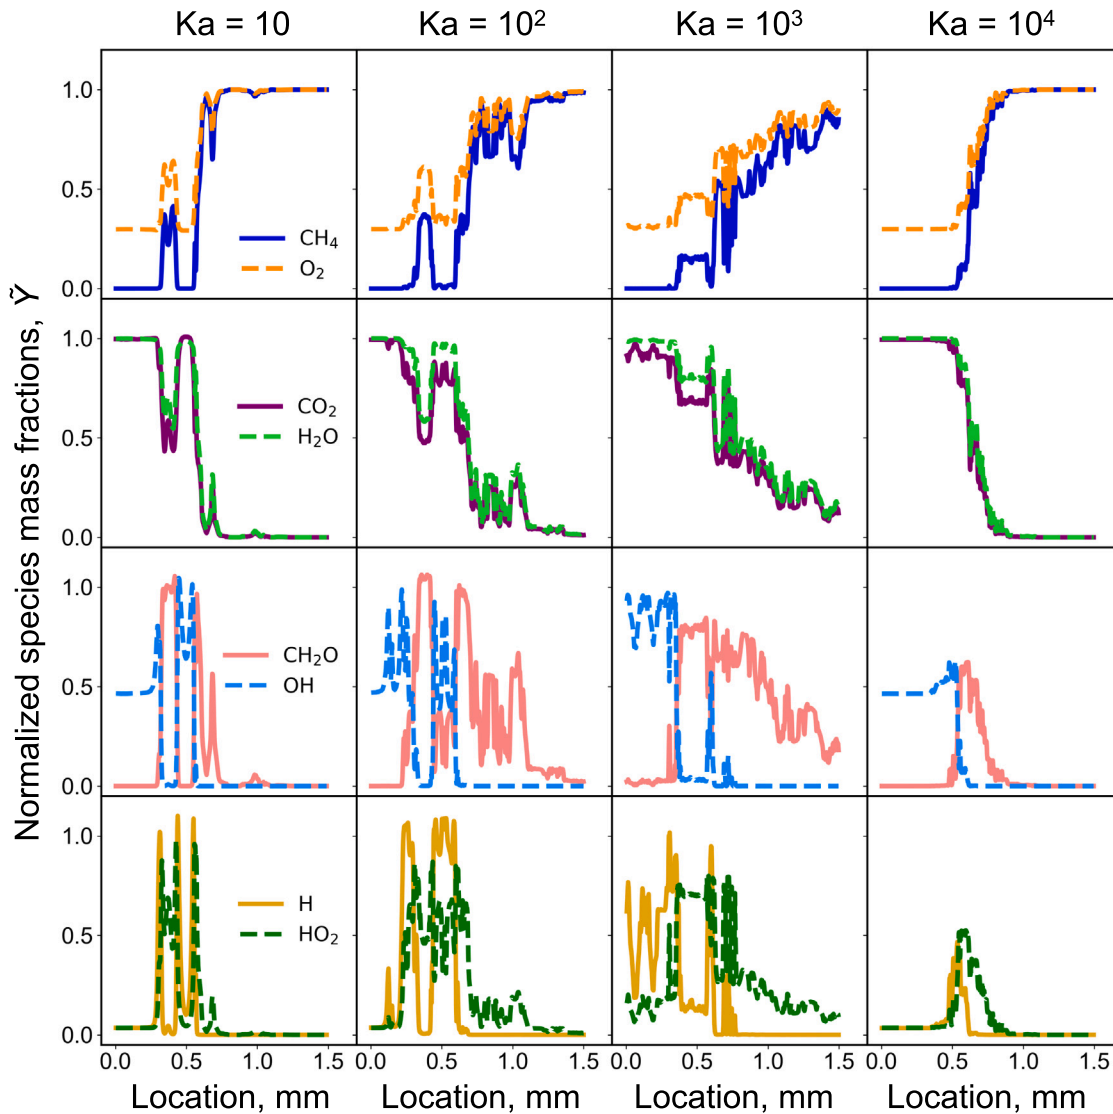 Ka = 10 Ka = 10² Ka = 10³ Ka = 10⁴
Normalized species mass fractions, Ỹ
1.0
0.5
0.0
CH₄
O₂
1.0
0.5
0.0
CO₂
H₂O
1.0
0.5
0.0
CH₂O
OH
1.0
0.5
0.0
H
HO₂
0.0 0.5 1.0 1.5 0.0 0.5 1.0 1.5 0.0 0.5 1.0 1.5 0.0 0.5 1.0 1.5
Location, mm Location, mm Location, mm Location, mm